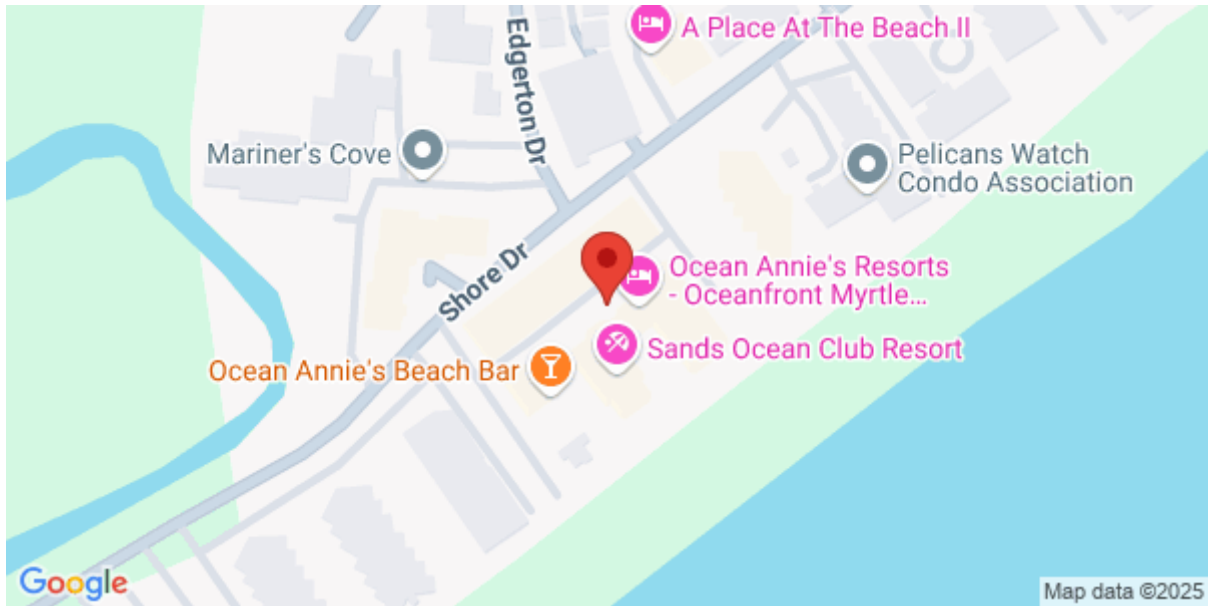 A Place At The Beach II
Edgerton Dr
Mariner's Cove
Pelicans Watch
Condo Association
Shore Dr
Ocean Annie's Resorts
- Oceanfront Myrtle...
Sands Ocean Club Resort
Ocean Annie's Beach Bar
Google
Map data ©2025